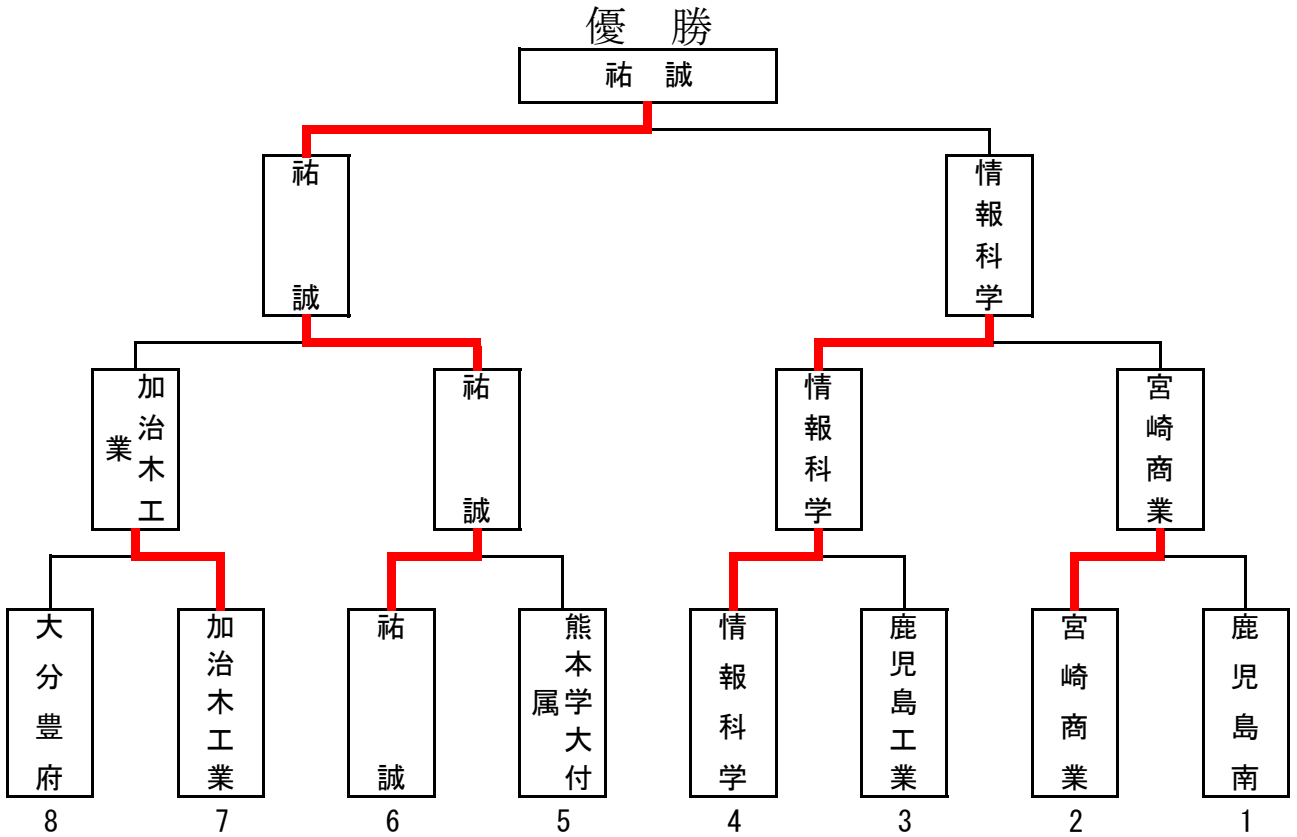 優　勝
祐　誠
祐誠
情報科学
加治木工業
祐誠
情報科学
宮崎商業
大分豊府
加治木工業
祐誠
熊本学大付属
情報科学
鹿児島工業
宮崎商業
鹿児島南
8 7 6 5 4 3 2 1